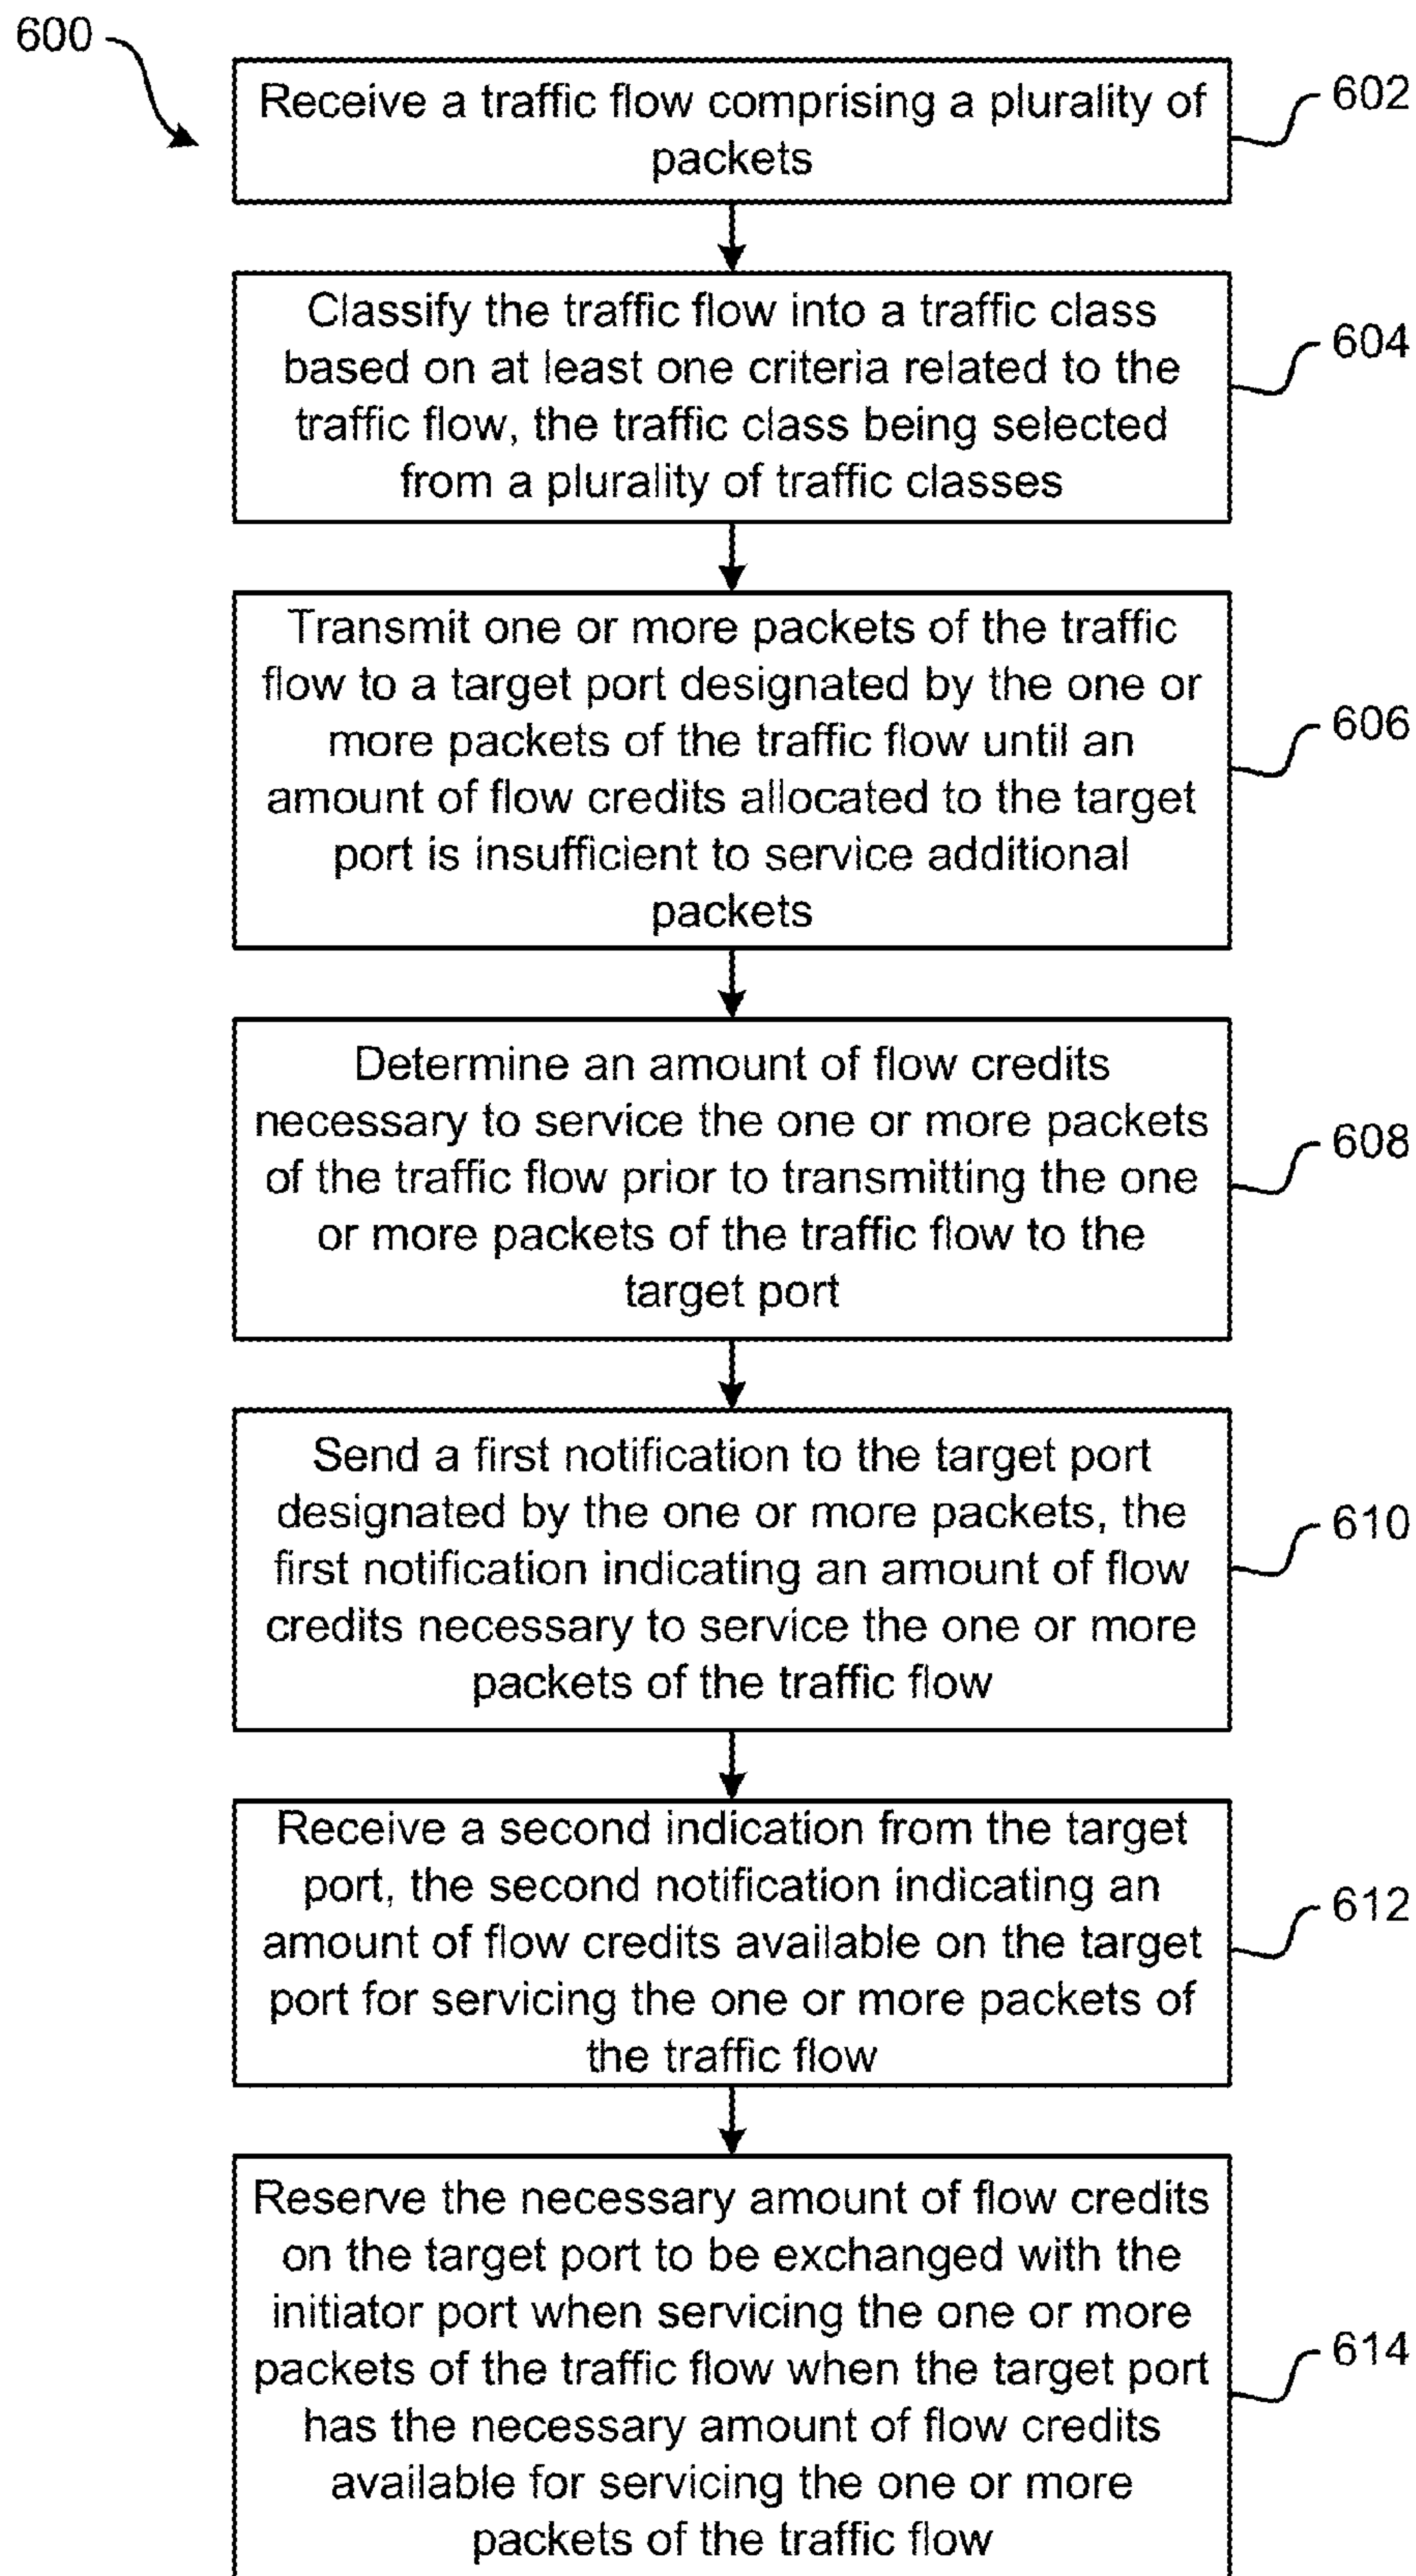 600
Receive a traffic flow comprising a plurality of
packets
602
Classify the traffic flow into a traffic class
based on at least one criteria related to the
traffic flow, the traffic class being selected
from a plurality of traffic classes
604
Transmit one or more packets of the traffic
flow to a target port designated by the one or
more packets of the traffic flow until an
amount of flow credits allocated to the target
port is insufficient to service additional
packets
606
Determine an amount of flow credits
necessary to service the one or more packets
of the traffic flow prior to transmitting the one
or more packets of the traffic flow to the
target port
608
Send a first notification to the target port
designated by the one or more packets, the
first notification indicating an amount of flow
credits necessary to service the one or more
packets of the traffic flow
610
Receive a second indication from the target
port, the second notification indicating an
amount of flow credits available on the target
port for servicing the one or more packets of
the traffic flow
612
Reserve the necessary amount of flow credits
on the target port to be exchanged with the
initiator port when servicing the one or more
packets of the traffic flow when the target port
has the necessary amount of flow credits
available for servicing the one or more
packets of the traffic flow
614